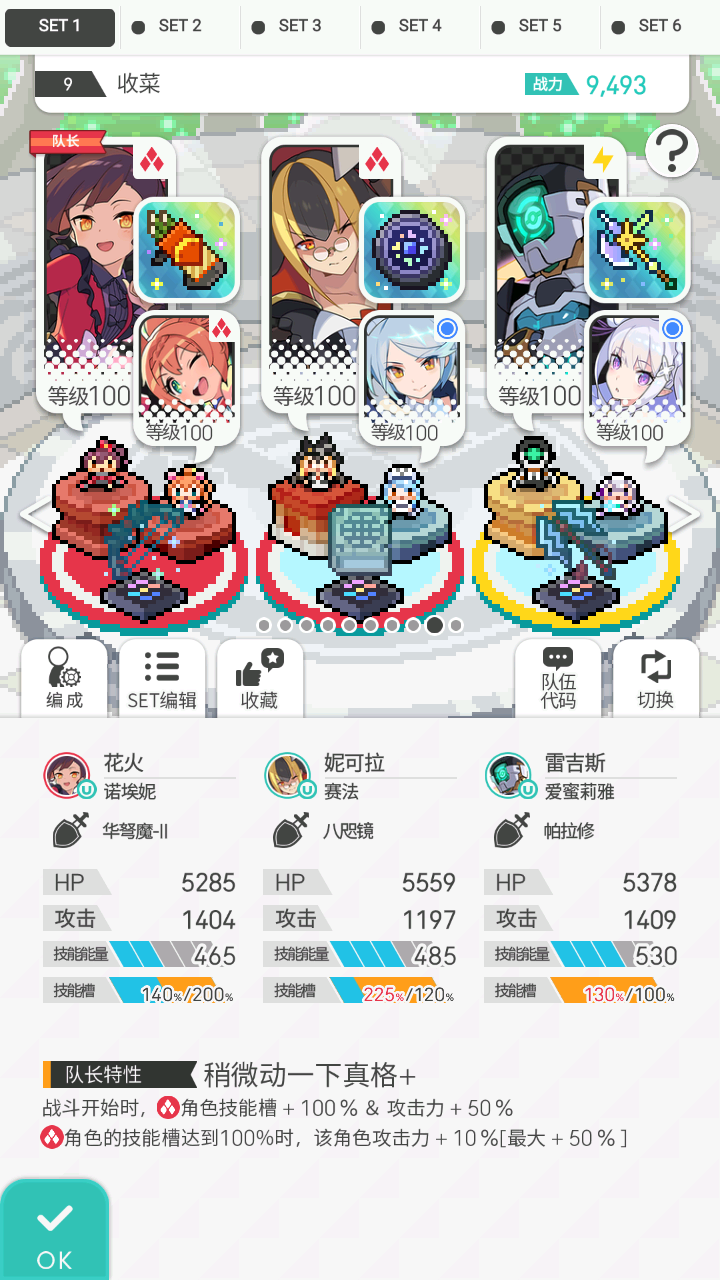 SET 1
SET 2
SET 3
SET 4
SET 5
SET 6
9 收菜 战力 9,493
队长
?
等级100
等级100
等级100
等级100
等级100
等级100
编成
SET编辑
收藏
队伍
代码
切换
花火 妮可拉 雷吉斯
诺埃妮 赛法 爱蜜莉雅
华弩魔-II 八咫镜 帕拉修
HP 5285 HP 5559 HP 5378
攻击 1404 攻击 1197 攻击 1409
技能能量 465 技能能量 485 技能能量 530
技能槽 140%/200% 技能槽 225%/120% 技能槽 130%/100%
队长特性 稍微动一下真格+
战斗开始时，角色技能槽＋100％ & 攻击力＋50％
角色的技能槽达到100%时，该角色攻击力＋10％[最大＋50％]
OK